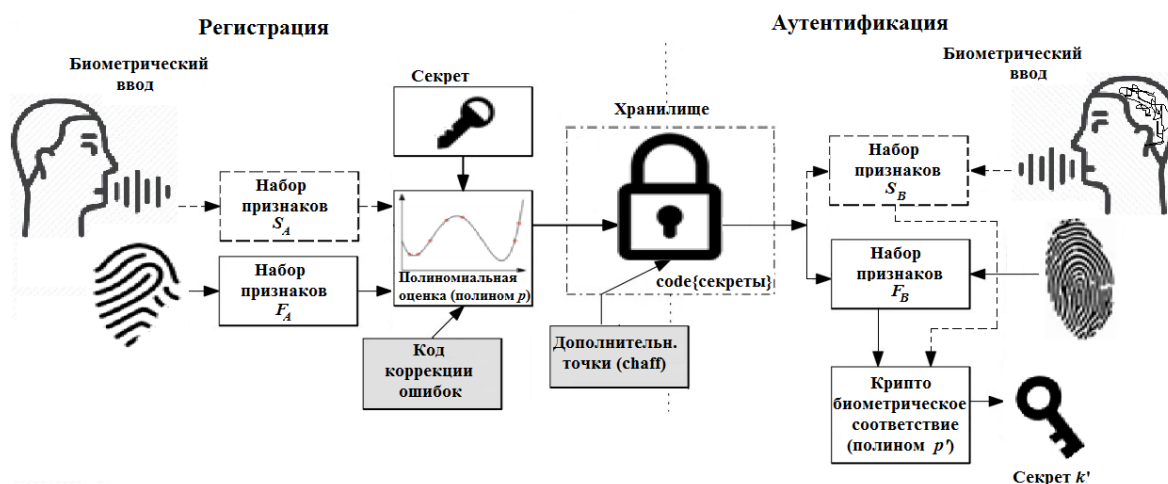 Регистрация
Аутентификация
Биометрический
ввод
Секрет
Хранилище
Биометрический
ввод
Набор
признаков
S_A
Набор
признаков
F_A
Полиномиальная
оценка (полином p)
Код
коррекции
ошибок
code{секреты}
Дополнительн.
точки (chaff)
Набор
признаков
S_B
Набор
признаков
F_B
Крипто
биометрическое
соответствие
(полином p')
Секрет k'